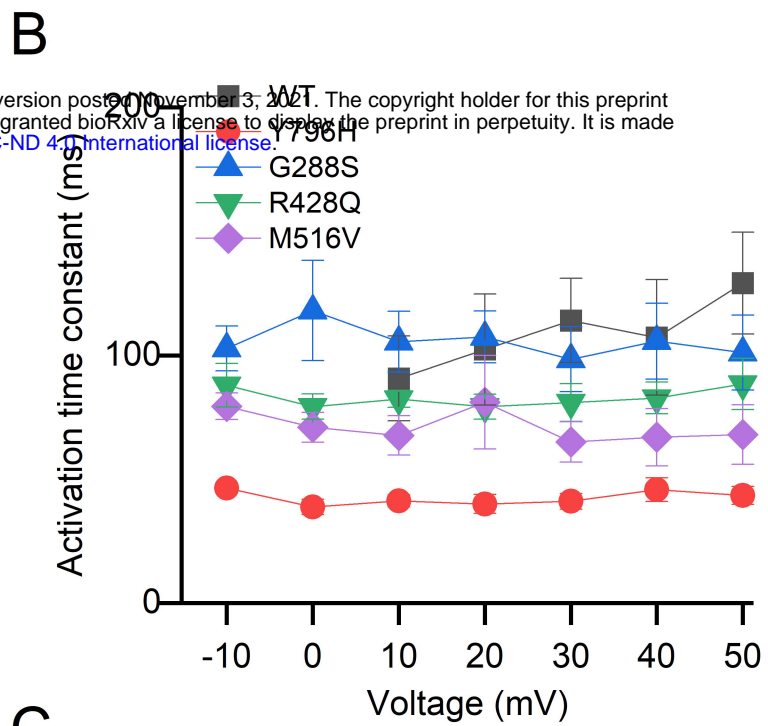 B
version posted November 3, 2021. The copyright holder for this preprint
granted bioRxiv a license to display the preprint in perpetuity. It is made
C-ND 4.0 International license.
WT
Y796H
G288S
R428Q
M516V
Activation time constant (ms)
200
100
0
-10 0 10 20 30 40 50
Voltage (mV)
C